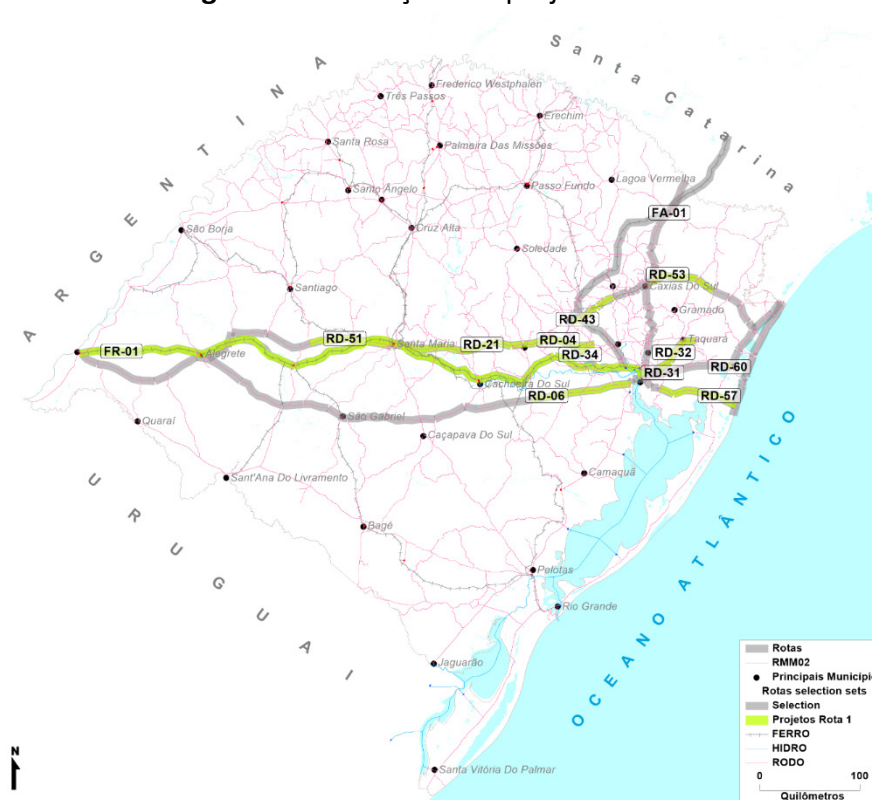 Santa Catarina
ARGENTINA
Frederico Westphalen
Três Passos
Erechim
Santa Rosa
Palmeira Das Missões
Lagoa Vermelha
Santo Ângelo
Passo Fundo
FA-01
São Borja
Cruz Alta
Soledade
RD-53
Santiago
Caxias Do Sul
Gramado
RD-43
RD-51
Santa Maria
RD-21
RD-04
Taquara
FR-01
Alegrete
RD-34
RD-32
RD-60
RD-31
Cachoeira Do Sul
RD-06
RD-57
São Gabriel
Quaraí
Caçapava Do Sul
Camaquã
Sant'Ana Do Livramento
URUGUAI
Bagé
OCEANO ATLÂNTICO
Pelotas
Rio Grande
Jaguarão
Santa Vitória Do Palmar
Rotas
RMM02
Principais Municípi
Rotas selection sets
Selection
Projetos Rota 1
FERRO
HIDRO
RODO
0 100
Quilômetros
N